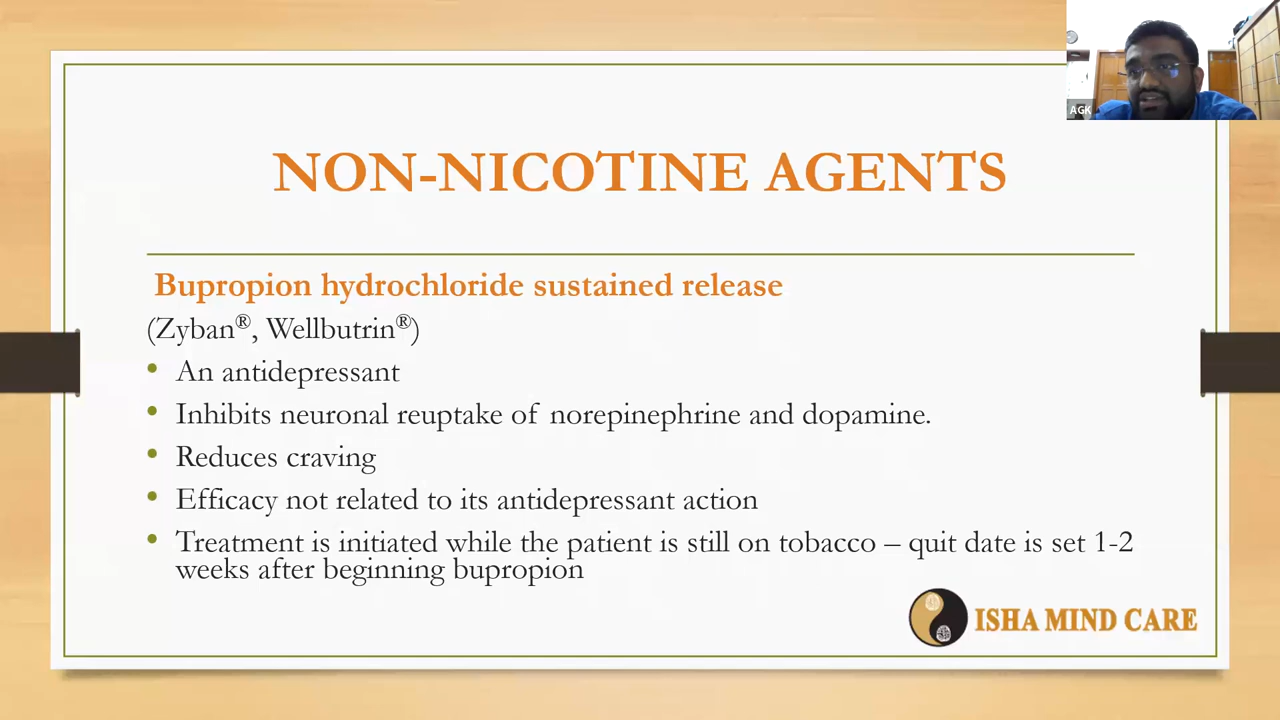 AGK
NON-NICOTINE AGENTS
Bupropion hydrochloride sustained release
(Zyban®, Wellbutrin®)
• An antidepressant
• Inhibits neuronal reuptake of norepinephrine and dopamine.
• Reduces craving
• Efficacy not related to its antidepressant action
• Treatment is initiated while the patient is still on tobacco – quit date is set 1-2
weeks after beginning bupropion
ISHA MIND CARE